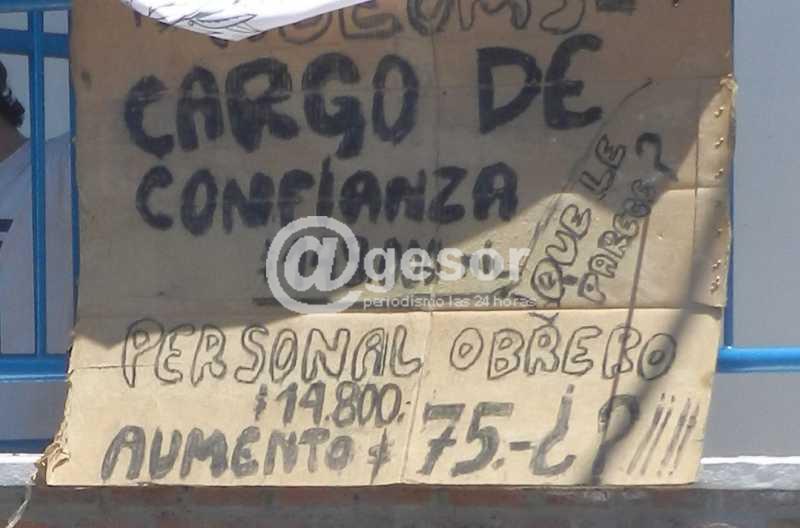 CARGO DE
CONFIANZA
¿QUE LE
PARECE?
@gesor
periodismo las 24 horas
PERSONAL OBRERO
$14.800.-
AUMENTO $ 75.- ¿?!!!